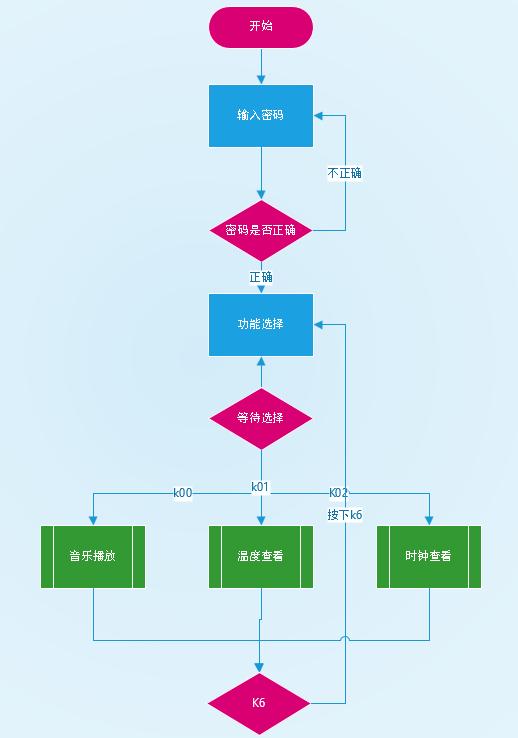 开始
输入密码
不正确
密码是否正确
正确
功能选择
等待选择
k00
k01
K02
按下k6
音乐播放
温度查看
时钟查看
K6